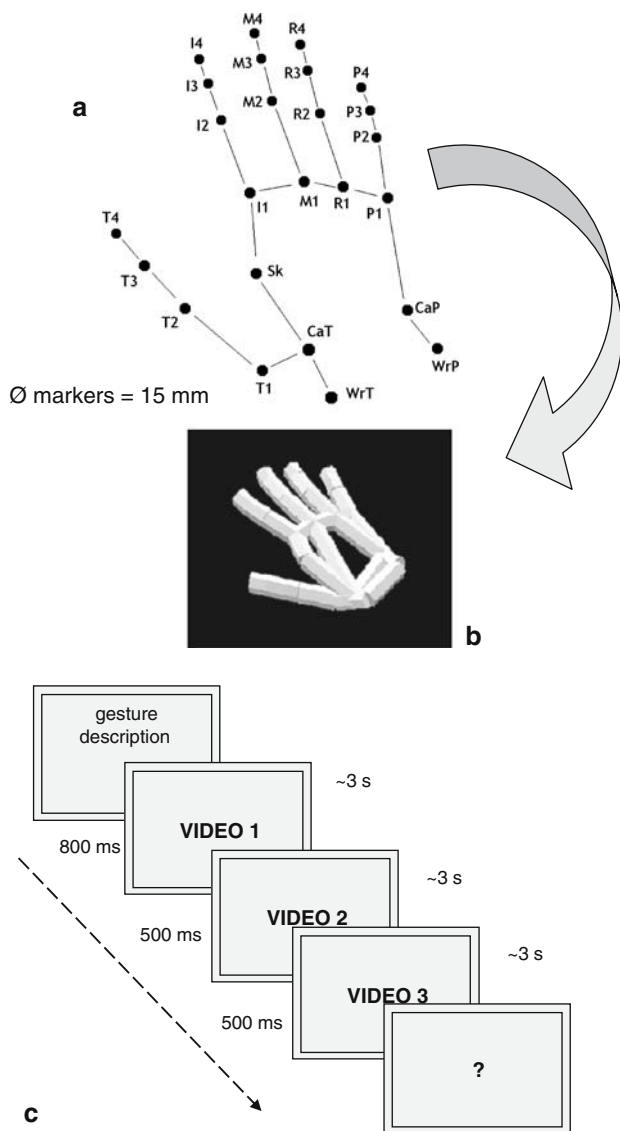 M4
R4
I4
M3
R3
P4
a
I3
M2
R2
P3
I2
P2
I1
M1
R1
P1
T4
Sk
T3
CaP
T2
CaT
WrP
T1
WrT
Ø markers = 15 mm
b
gesture
description
~3 s
VIDEO 1
800 ms
~3 s
VIDEO 2
500 ms
~3 s
VIDEO 3
500 ms
?
c